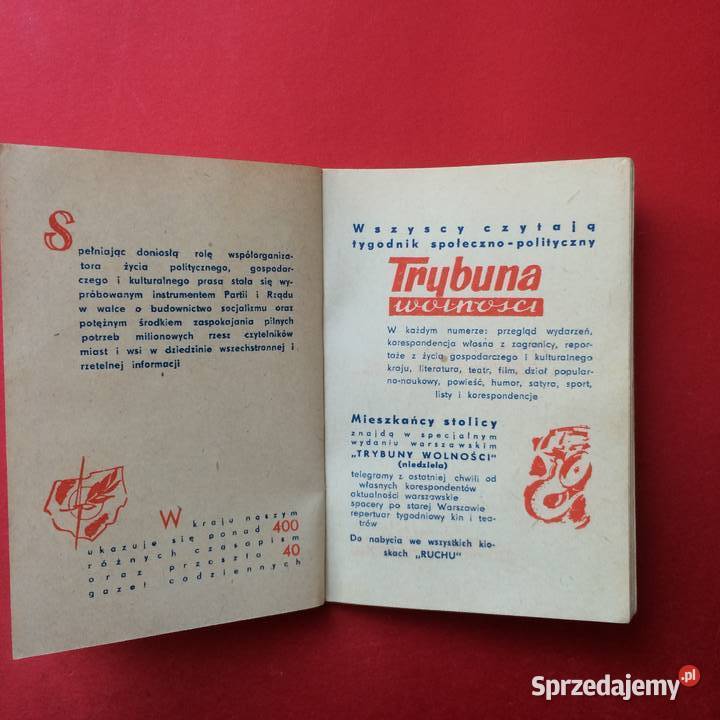 Spełniając doniosłą rolę współorganiza-
tora życia politycznego, gospodar-
czego i kulturalnego prasa stała się wy-
próbowanym instrumentem Partii i Rządu
w walce o budownictwo socjalizmu oraz
potężnym środkiem zaspokajania pilnych
potrzeb milionowych rzesz czytelników
miast i wsi w dziedzinie wszechstronnej i
rzetelnej informacji
W kraju naszym
ukazuje się ponad 400
różnych czasopism
oraz przeszło 40
gazet codziennych
Wszyscy czytają
tygodnik społeczno-polityczny
Trybuna
wolności
W każdym numerze: przegląd wydarzeń,
korespondencja własna z zagranicy, repor-
taże z życia gospodarczego i kulturalnego
kraju, literatura, teatr, film, dział popular-
no-naukowy, powieść, humor, satyra, sport,
listy i korespondencje
Mieszkańcy stolicy
znajdą w specjalnym
wydaniu warszawskim
„TRYBUNY WOLNOŚCI"
(niedziela)
telegramy z ostatniej chwili od
własnych korespondentów
aktualności warszawskie
spacery po starej Warszawie
repertuar tygodniowy kin i tea-
trów
Do nabycia we wszystkich kio-
skach „RUCHU"
Sprzedajemy.pl